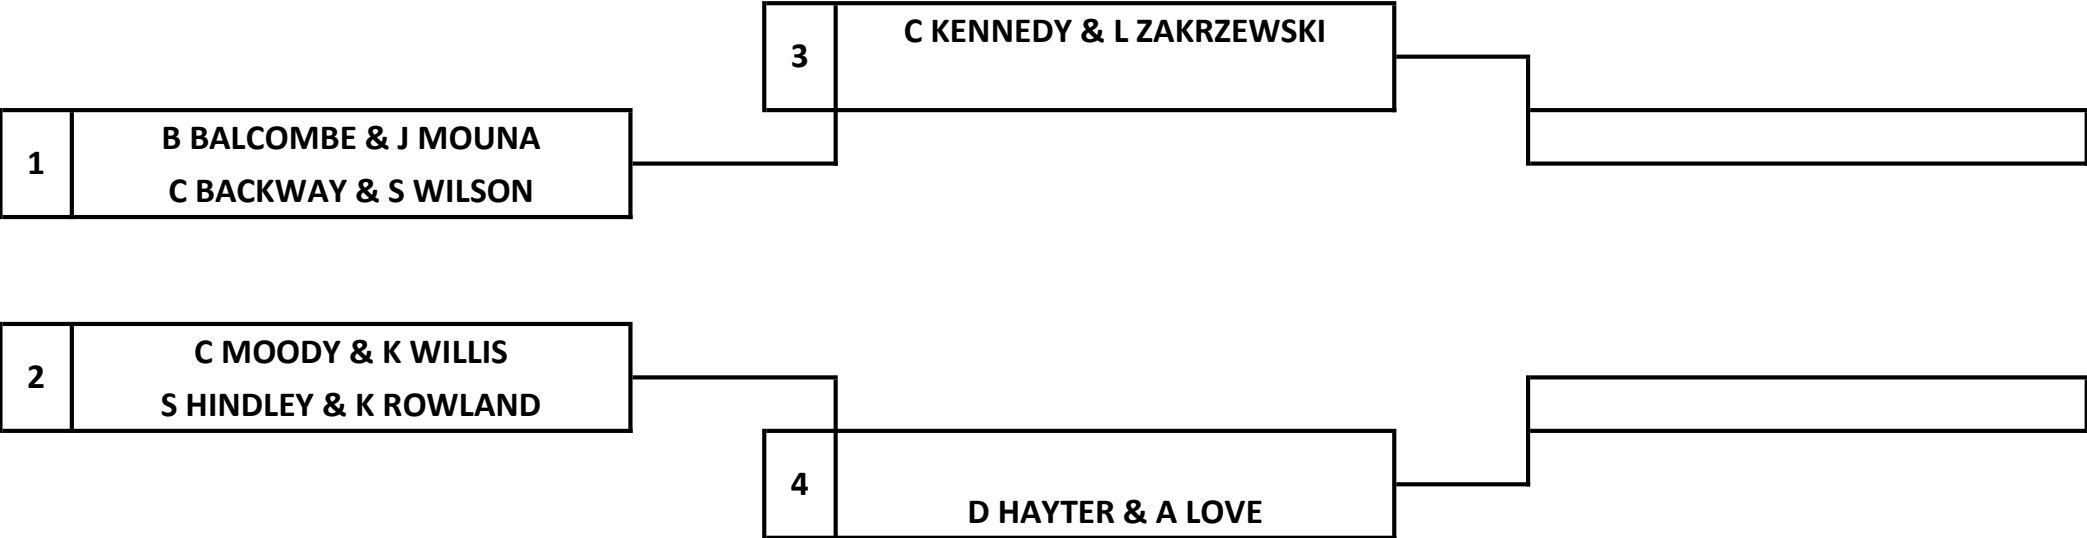 3
C KENNEDY & L ZAKRZEWSKI
1
B BALCOMBE & J MOUNA
C BACKWAY & S WILSON
2
C MOODY & K WILLIS
S HINDLEY & K ROWLAND
4
D HAYTER & A LOVE